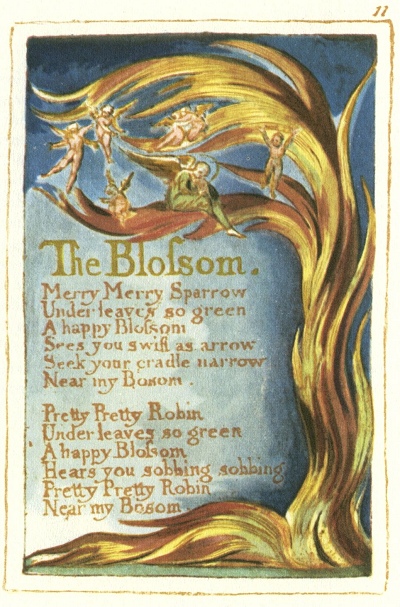 11
The Bloſsom.
Merry Merry Sparrow
Under leaves so green
A happy Bloſsom
Sees you swift as arrow
Seek your cradle narrow
Near my Bosom.
Pretty Pretty Robin
Under leaves so green
A happy Bloſsom
Hears you sobbing sobbing
Pretty Pretty Robin
Near my Bosom.